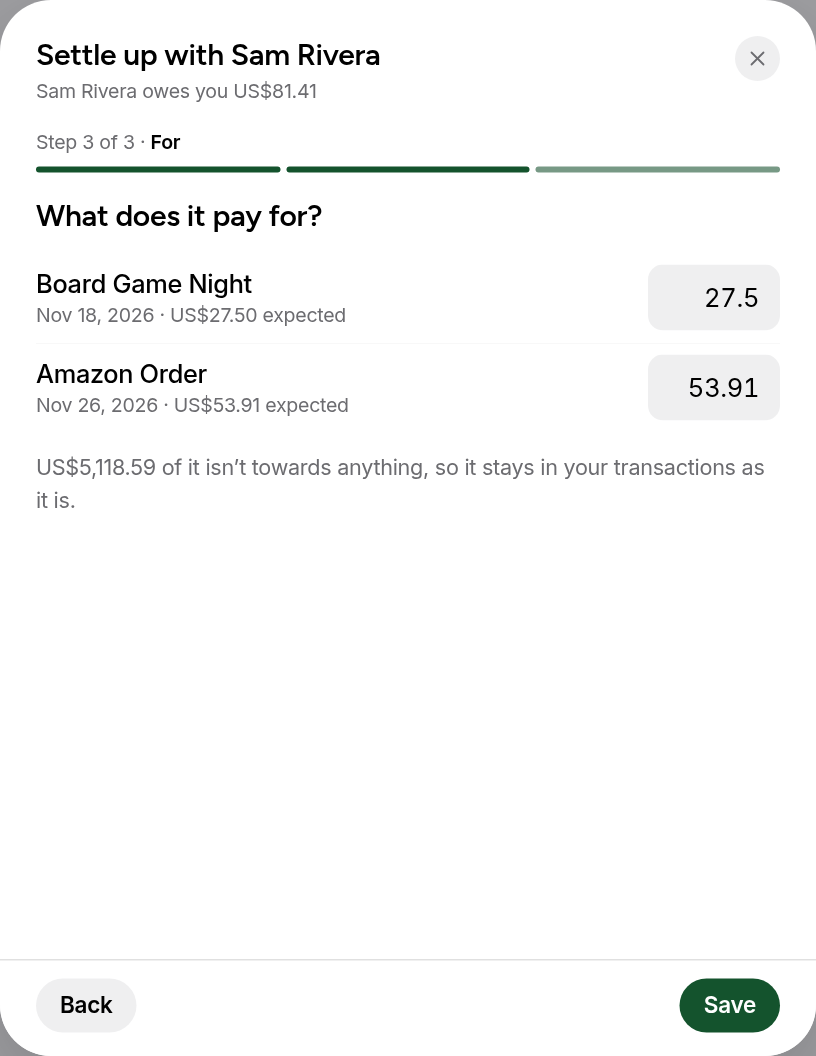 Settle up with Sam Rivera
Sam Rivera owes you US$81.41
Step 3 of 3 · For
What does it pay for?
Board Game Night
Nov 18, 2026 · US$27.50 expected
27.5
Amazon Order
Nov 26, 2026 · US$53.91 expected
53.91
US$5,118.59 of it isn’t towards anything, so it stays in your transactions as
it is.
Back
Save